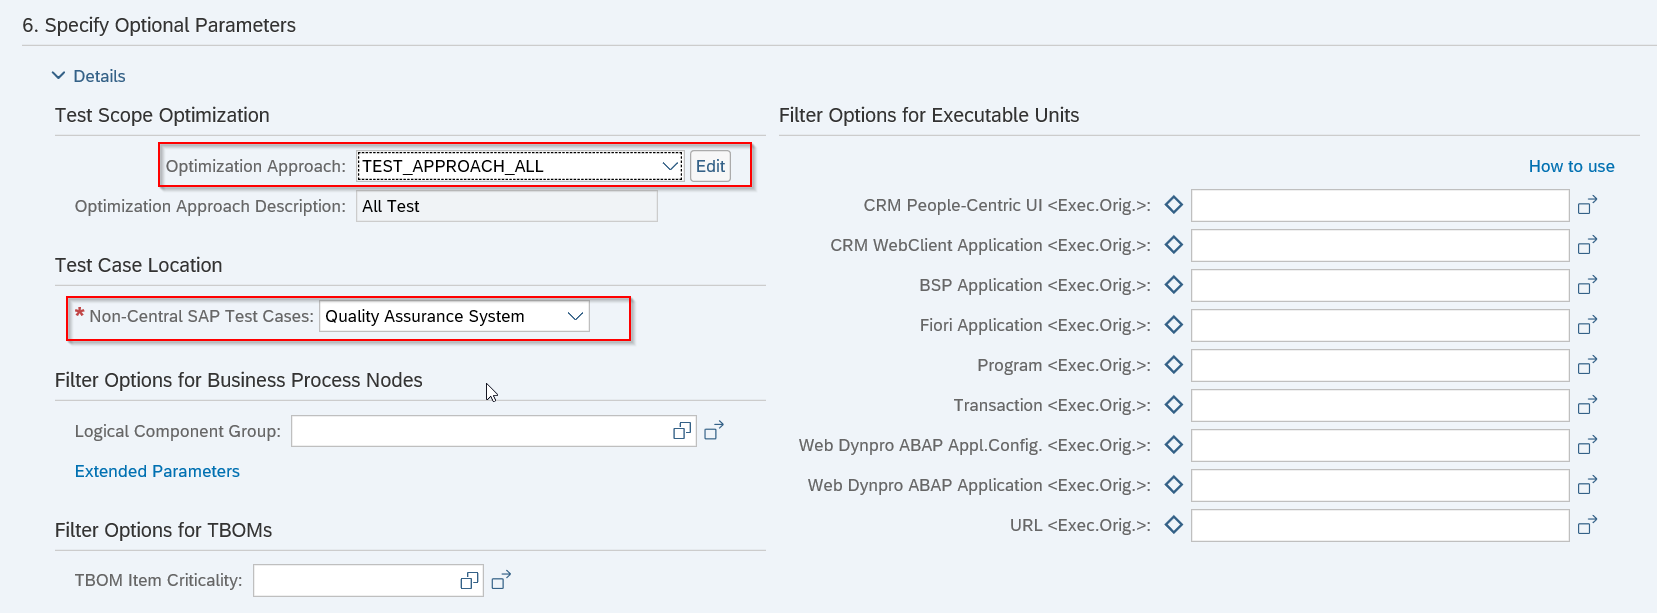 6. Specify Optional Parameters
Details
Test Scope Optimization
Optimization Approach: TEST_APPROACH_ALL Edit
Optimization Approach Description: All Test
Test Case Location
* Non-Central SAP Test Cases: Quality Assurance System
Filter Options for Business Process Nodes
Logical Component Group:
Extended Parameters
Filter Options for TBOMs
TBOM Item Criticality:
Filter Options for Executable Units
How to use
CRM People-Centric UI <Exec.Orig.>:
CRM WebClient Application <Exec.Orig.>:
BSP Application <Exec.Orig.>:
Fiori Application <Exec.Orig.>:
Program <Exec.Orig.>:
Transaction <Exec.Orig.>:
Web Dynpro ABAP Appl.Config. <Exec.Orig.>:
Web Dynpro ABAP Application <Exec.Orig.>:
URL <Exec.Orig.>: